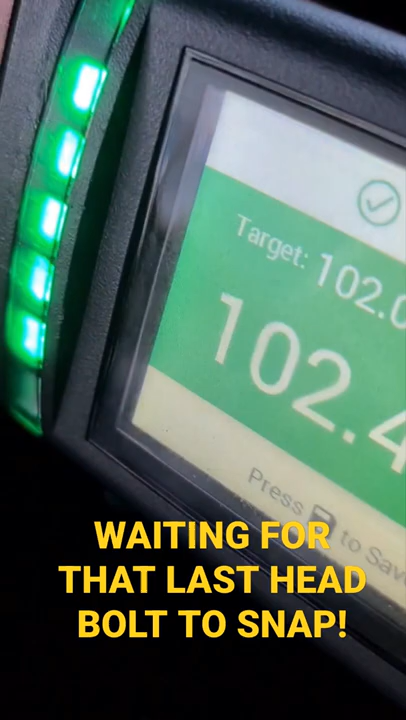 Target: 102.0
102.4
Press to Save
WAITING FOR
THAT LAST HEAD
BOLT TO SNAP!